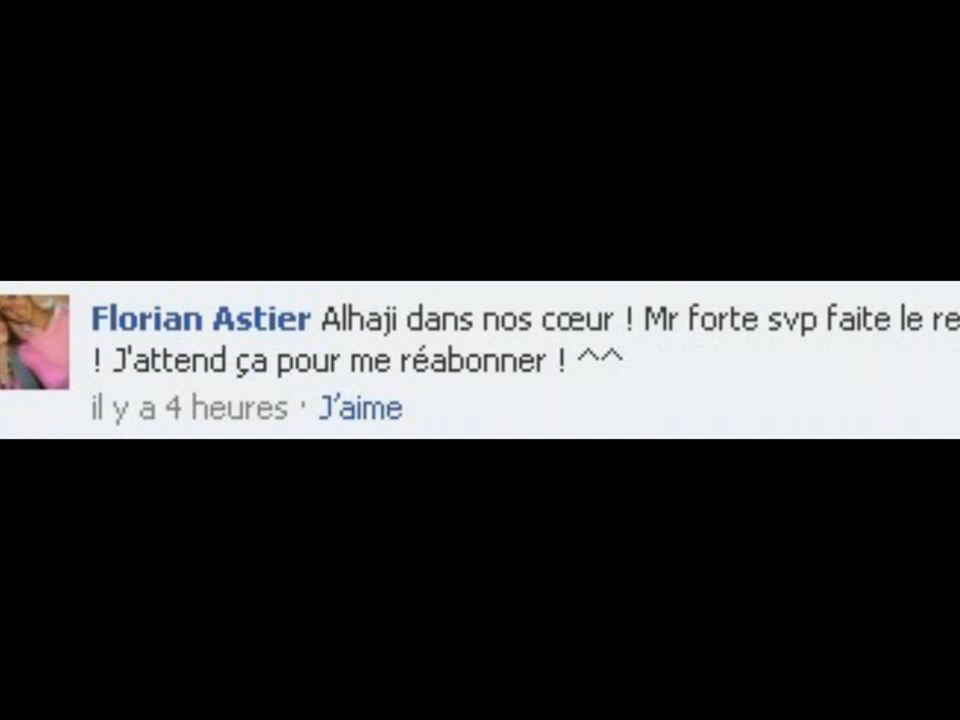 Florian Astier Alhaji dans nos cœur ! Mr forte svp faite le
! J'attend ça pour me réabonner ! ^^
il y a 4 heures · J'aime